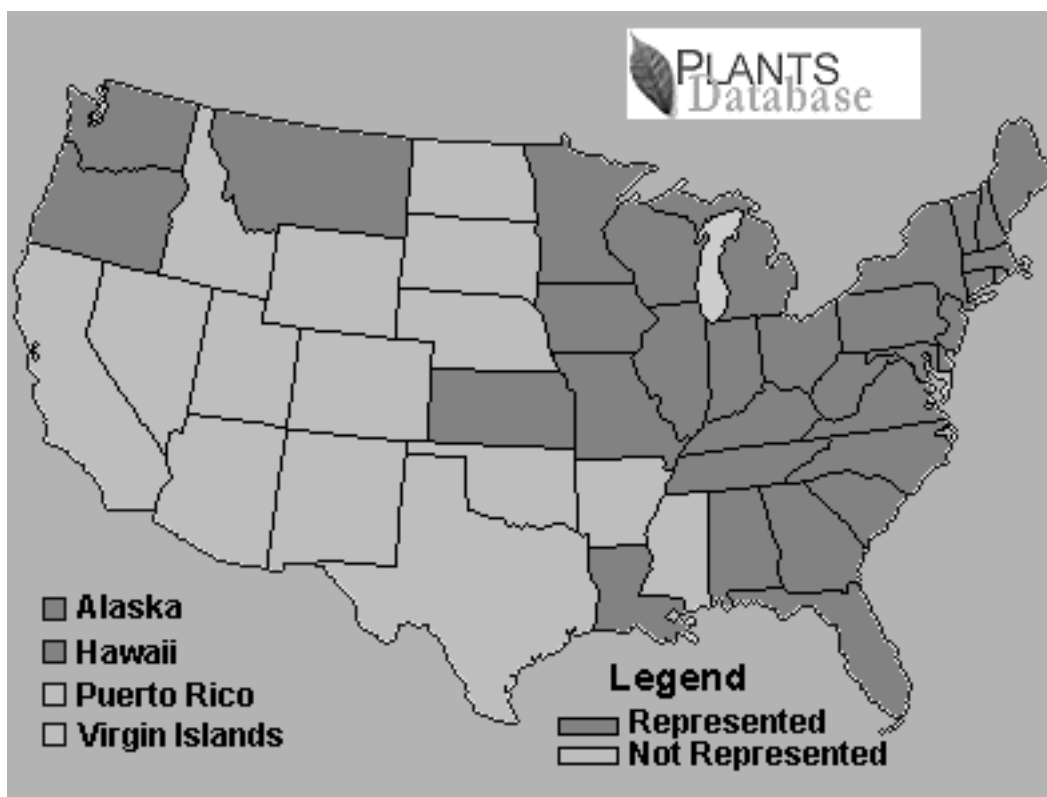 PLANTS
Database
Alaska
Hawaii
Puerto Rico
Virgin Islands
Legend
Represented
Not Represented